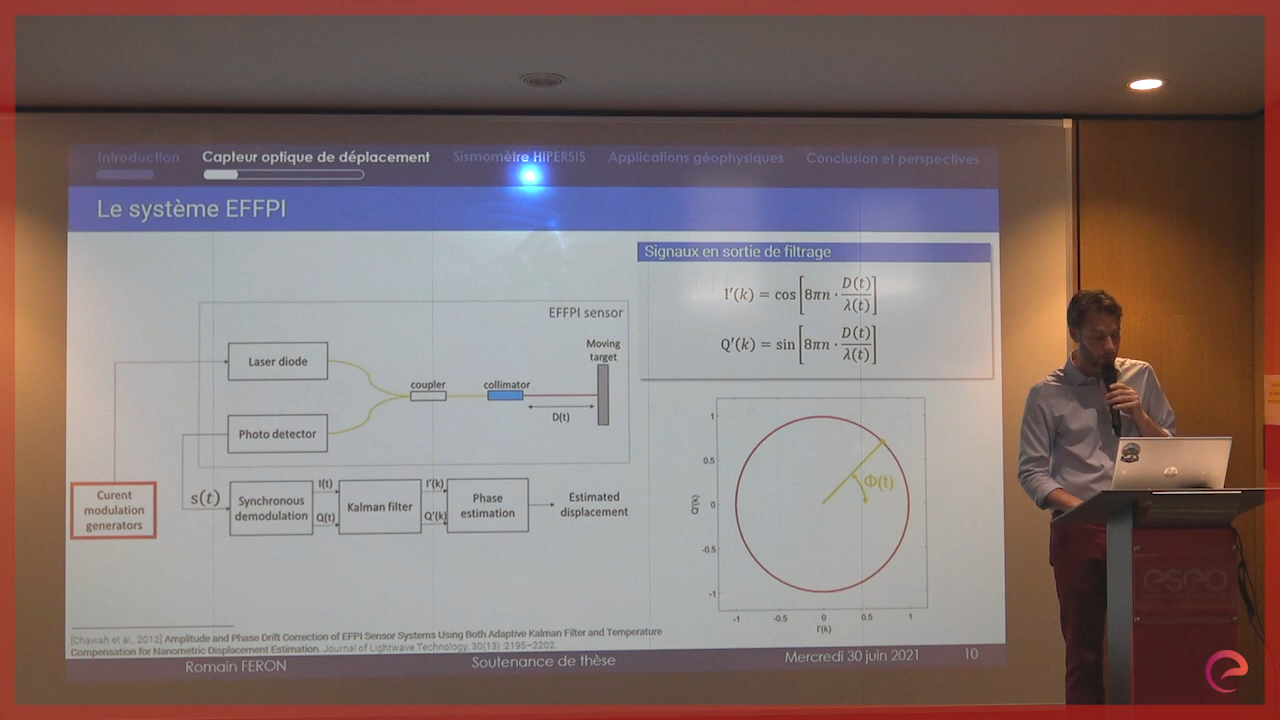 Introduction
Capteur optique de déplacement
Sismomètre HIPERSIS
Applications géophysiques
Conclusion et perspectives
Le système EFFPI
Signaux en sortie de filtrage
I'(k) = cos [8πn · D(t)/λ(t)]
Q'(k) = sin [8πn · D(t)/λ(t)]
EFFPI sensor
Moving
target
Laser diode
coupler
collimator
D(t)
Photo detector
Curent
modulation
generators
s(t)
Synchronous
demodulation
I(t)
Q(t)
Kalman filter
I'(k)
Q'(k)
Phase
estimation
Estimated
displacement
1
0.5
0
-0.5
-1
Q'(k)
Φ(t)
-1
-0.5
0
0.5
1
I'(k)
[Chawah et al., 2012] Amplitude and Phase Drift Correction of EFPI Sensor Systems Using Both Adaptive Kalman Filter and Temperature
Compensation for Nanometric Displacement Estimation. Journal of Lightwave Technology, 30(13) :2195–2202.
Romain FERON
Soutenance de thèse
Mercredi 30 juin 2021
10
hp
eseo
e